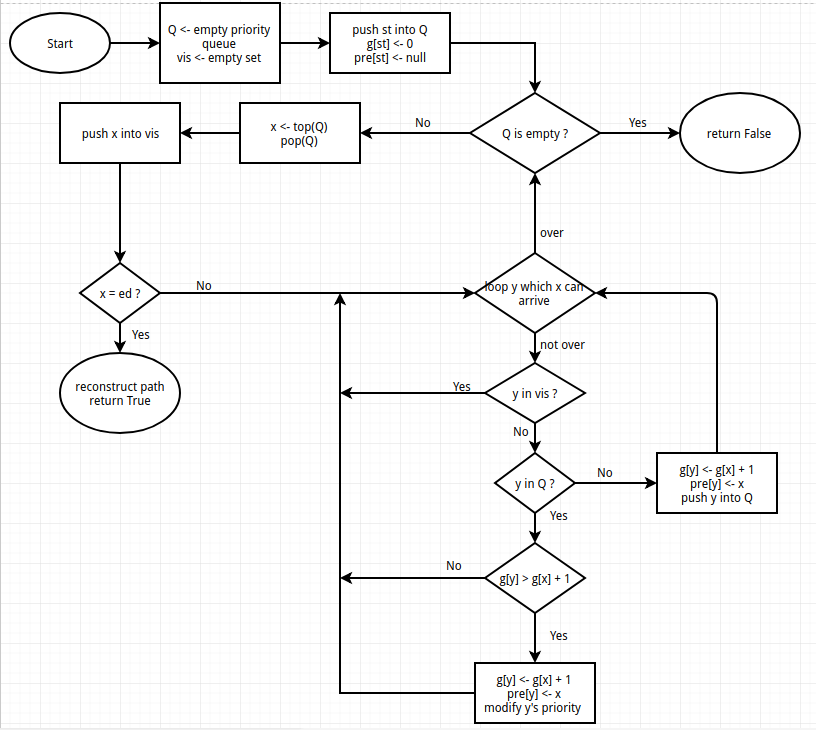 Start
Q <- empty priority
queue
vis <- empty set
push st into Q
g[st] <- 0
pre[st] <- null
push x into vis
x <- top(Q)
pop(Q)
No
Q is empty ?
Yes
return False
over
x = ed ?
No
loop y which x can
arrive
Yes
not over
reconstruct path
return True
Yes
y in vis ?
No
y in Q ?
No
g[y] <- g[x] + 1
pre[y] <- x
push y into Q
Yes
No
g[y] > g[x] + 1
Yes
g[y] <- g[x] + 1
pre[y] <- x
modify y's priority